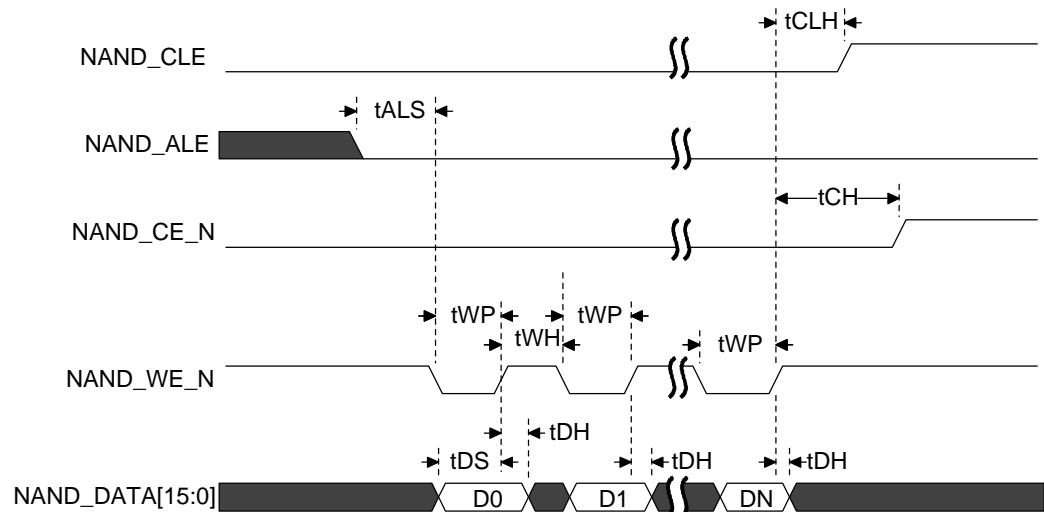 tCLH
NAND_CLE
tALS
NAND_ALE
tCH
NAND_CE_N
tWP
tWP
tWH
tWP
NAND_WE_N
tDH
tDS
tDH
tDH
NAND_DATA[15:0]
D0
D1
DN